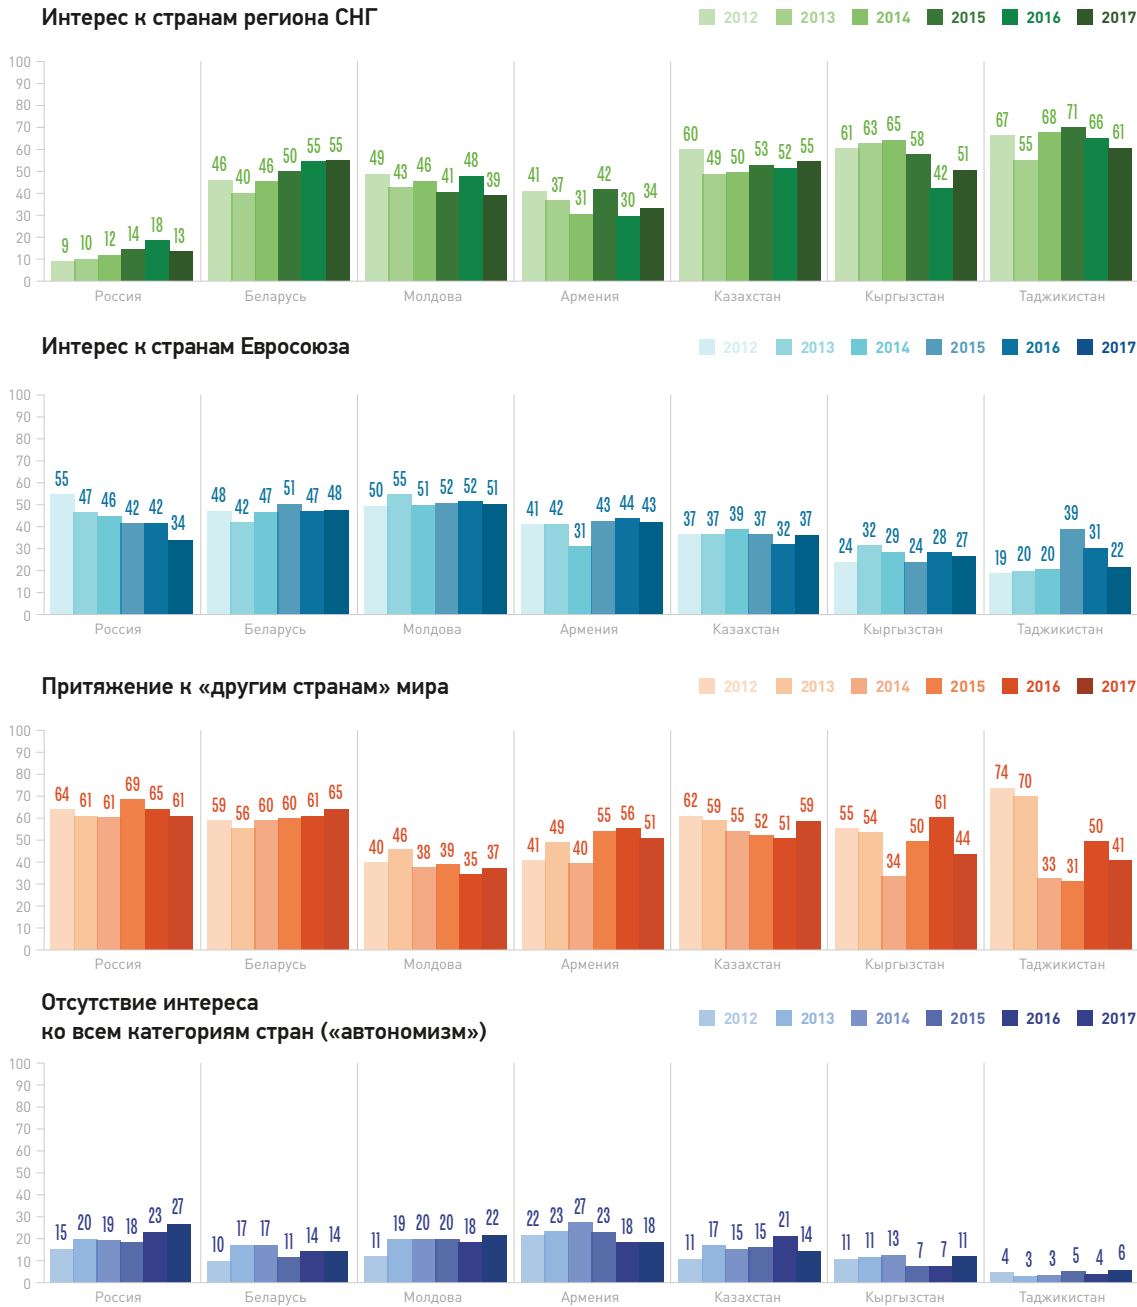 Интерес к странам региона СНГ
2012 2013 2014 2015 2016 2017
100
90
80
70
60
50
40
30
20
10
0
9 10 12 14 18 13
46 40 46 50 55 55
49 43 46 41 48 39
41 37 31 42 30 34
60 49 50 53 52 55
61 63 65 58 42 51
67 55 68 71 66 61
Россия Беларусь Молдова Армения Казахстан Кыргызстан Таджикистан
Интерес к странам Евросоюза
2012 2013 2014 2015 2016 2017
100
90
80
70
60
50
40
30
20
10
0
55 47 46 42 42 34
48 42 47 51 47 48
50 55 51 52 52 51
41 42 31 43 44 43
37 37 39 37 32 37
24 32 29 24 28 27
19 20 20 39 31 22
Россия Беларусь Молдова Армения Казахстан Кыргызстан Таджикистан
Притяжение к «другим странам» мира
2012 2013 2014 2015 2016 2017
100
90
80
70
60
50
40
30
20
10
0
64 61 61 69 65 61
59 56 60 60 61 65
40 46 38 39 35 37
41 49 40 55 56 51
62 59 55 52 51 59
55 54 34 50 61 44
74 70 33 31 50 41
Россия Беларусь Молдова Армения Казахстан Кыргызстан Таджикистан
Отсутствие интереса
ко всем категориям стран («автономизм»)
2012 2013 2014 2015 2016 2017
100
90
80
70
60
50
40
30
20
10
0
15 20 19 18 23 27
10 17 17 11 14 14
11 19 20 20 18 22
22 23 27 23 18 18
11 17 15 15 21 14
11 11 13 7 7 11
4 3 3 5 4 6
Россия Беларусь Молдова Армения Казахстан Кыргызстан Таджикистан